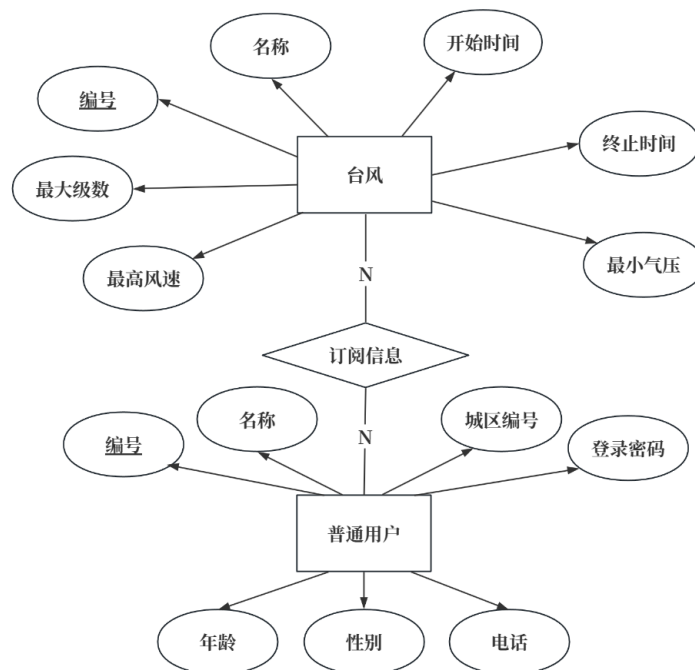 名称
开始时间
编号
终止时间
台风
最大级数
最高风速
最小气压
N
订阅信息
名称
城区编号
编号
N
登录密码
普通用户
年龄
性别
电话